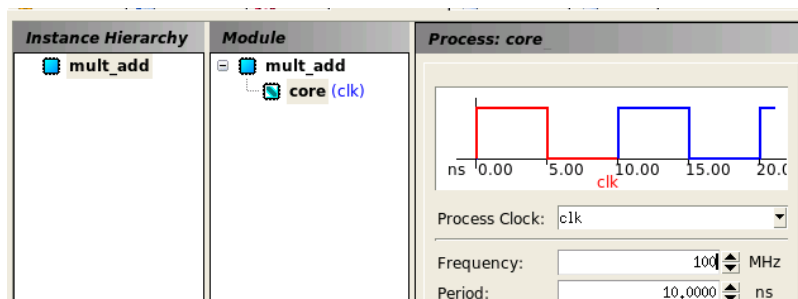 Instance Hierarchy
Module
Process: core
mult_add
mult_add
core (clk)
ns 0.00 5.00 10.00 15.00 20.0
clk
Process Clock: clk
Frequency: 100 MHz
Period: 10.0000 ns